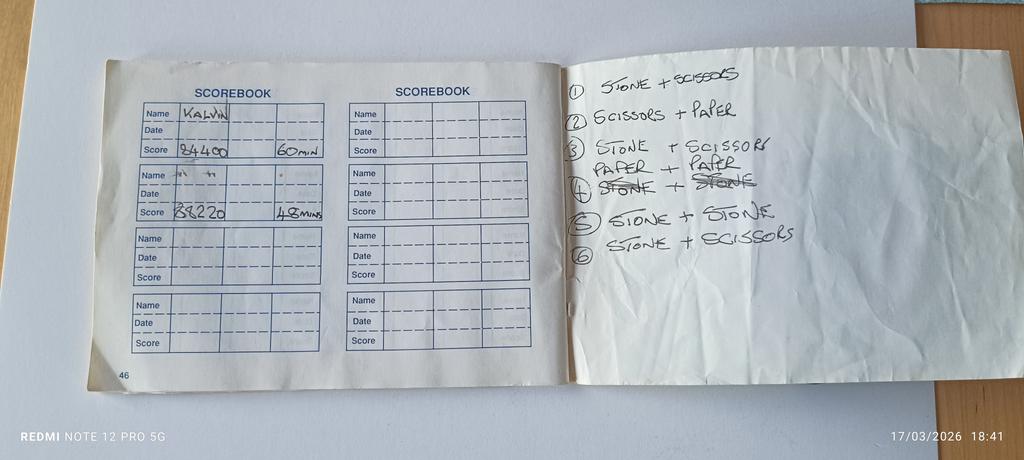 SCOREBOOK
Name KALVIN
Date
Score 84400 60MIN
Name " "
Date
Score 88220 48MINS
Name
Date
Score
Name
Date
Score
46
SCOREBOOK
Name
Date
Score
Name
Date
Score
Name
Date
Score
Name
Date
Score
① STONE + SCISSORS
② SCISSORS + PAPER
③ STONE + SCISSORS
PAPER + PAPER
④ STONE + STONE
⑤ STONE + STONE
⑥ STONE + SCISSORS
REDMI NOTE 12 PRO 5G
17/03/2026 18:41